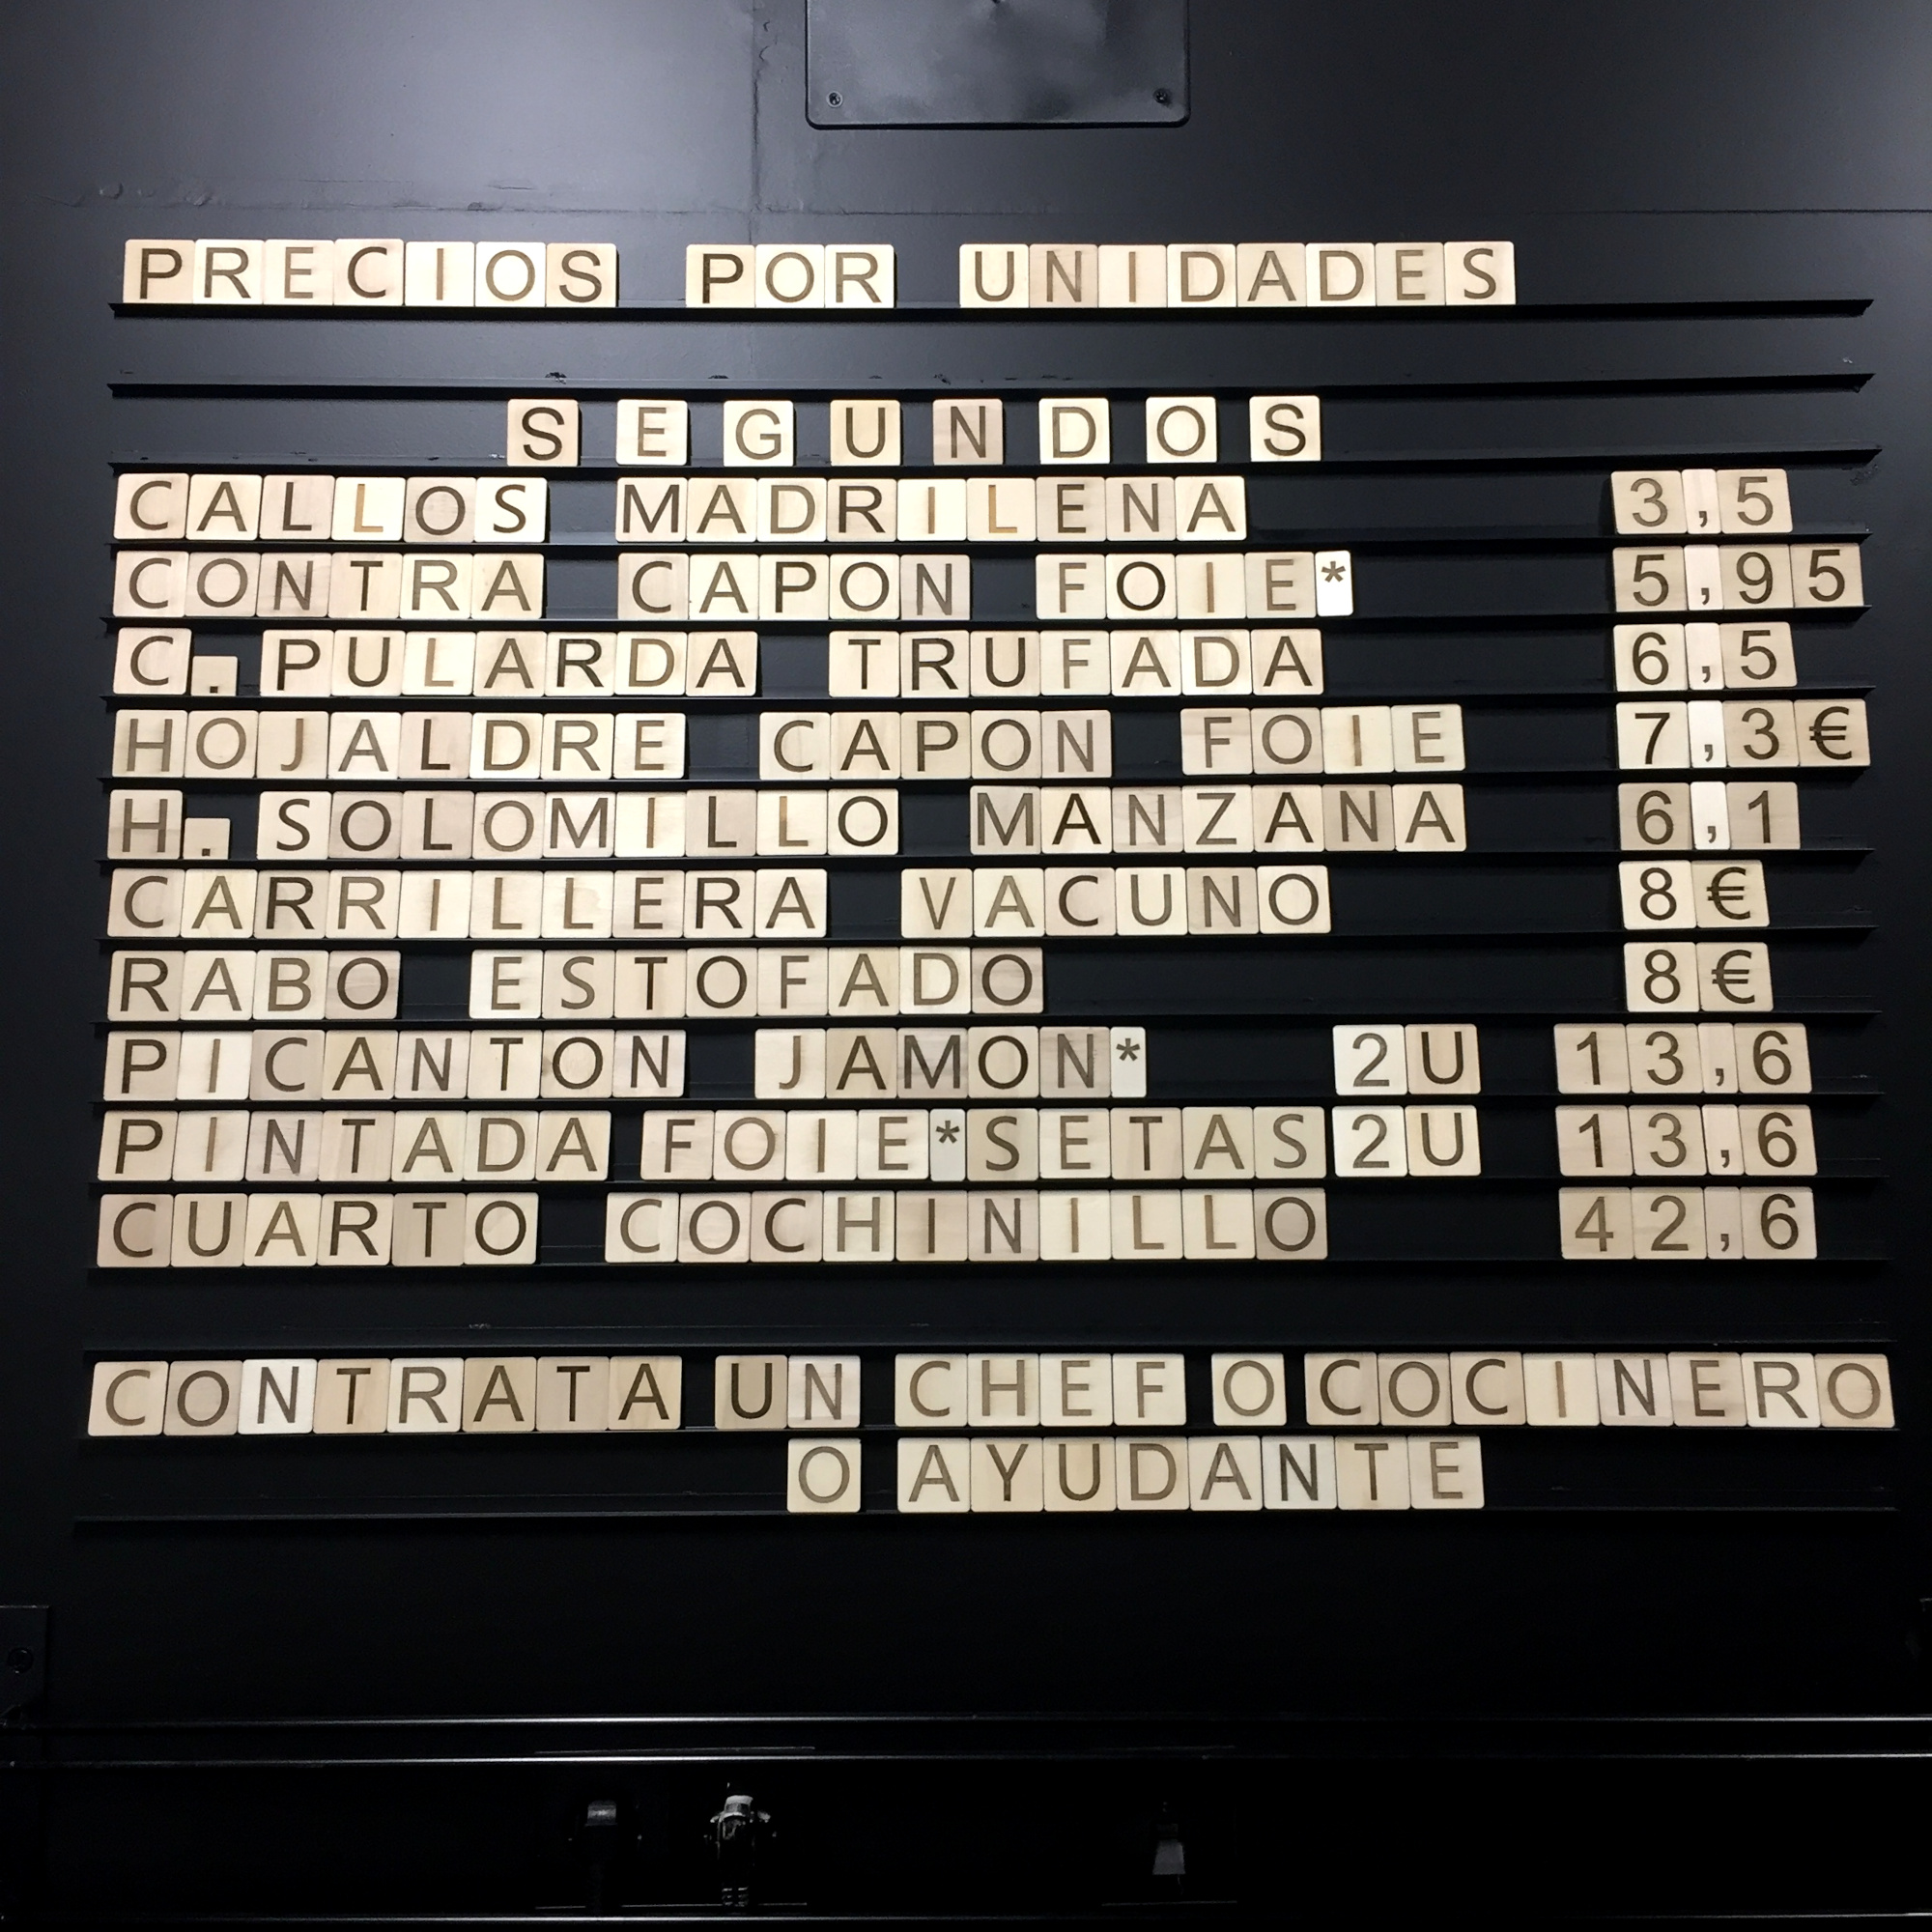 PRECIOS POR UNIDADES
SEGUNDOS
CALLOS MADRILENA 3,5
CONTRA CAPON FOIE* 5,95
C. PULARDA TRUFADA 6,5
HOJALDRE CAPON FOIE 7,3€
H. SOLOMILLO MANZANA 6,1
CARRILLERA VACUNO 8€
RABO ESTOFADO 8€
PICANTON JAMON* 2U 13,6
PINTADA FOIE*SETAS 2U 13,6
CUARTO COCHINILLO 42,6
CONTRATA UN CHEF O COCINERO
O AYUDANTE